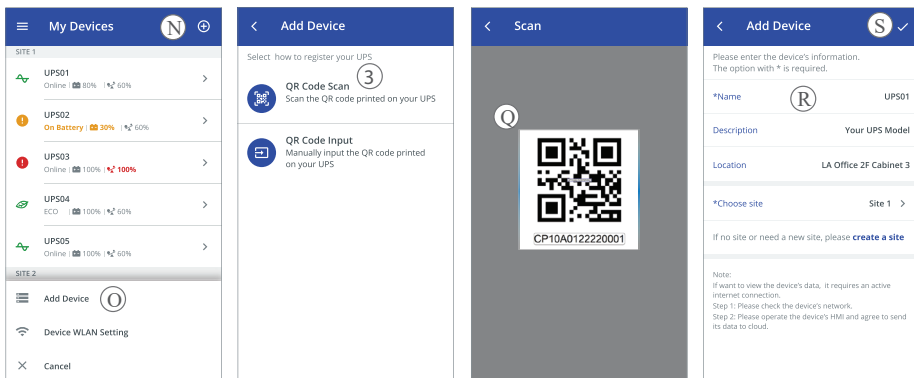 My Devices
N
SITE 1
UPS01
Online | 80% | 60%
UPS02
On Battery | 30% | 60%
UPS03
Online | 100% | 100%
UPS04
ECO | 100% | 60%
UPS05
Online | 100% | 60%
SITE 2
Add Device
O
Device WLAN Setting
Cancel
Add Device
Select how to register your UPS
3
QR Code Scan
Scan the QR code printed on your UPS
QR Code Input
Manually input the QR code printed
on your UPS
Scan
Q
CP10A0122220001
Add Device
S
Please enter the device's information.
The option with * is required.
*Name R UPS01
Description Your UPS Model
Location LA Office 2F Cabinet 3
*Choose site Site 1
If no site or need a new site, please create a site
Note:
If want to view the device's data, it requires an active
internet connection.
Step 1: Please check the device's network.
Step 2: Please operate the device's HMI and agree to send
its data to cloud.